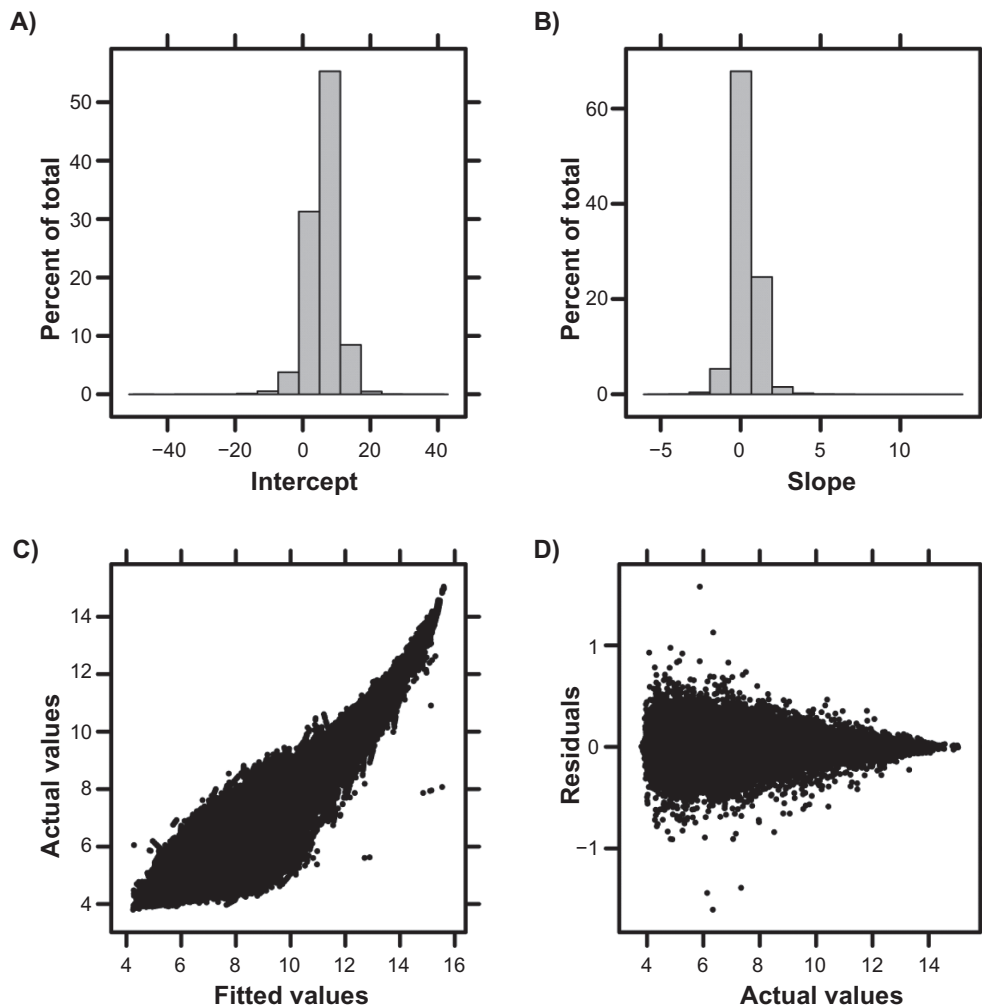 A)
50
40
30
20
10
0
Percent of total
−40 −20 0 20 40
Intercept
B)
60
40
20
0
Percent of total
−5 0 5 10
Slope
C)
14
12
10
8
6
4
Actual values
4 6 8 10 12 14 16
Fitted values
D)
1
0
−1
Residuals
4 6 8 10 12 14
Actual values